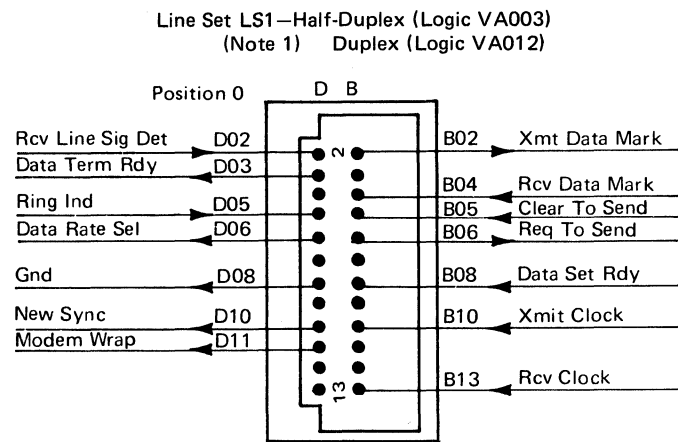 Line Set LS1—Half-Duplex (Logic VA003)
(Note 1) Duplex (Logic VA012)
Position 0
D B
Rcv Line Sig Det D02
Data Term Rdy D03
Ring Ind D05
Data Rate Sel D06
Gnd D08
New Sync D10
Modem Wrap D11
2
13
B02 Xmt Data Mark
B04 Rcv Data Mark
B05 Clear To Send
B06 Req To Send
B08 Data Set Rdy
B10 Xmit Clock
B13 Rcv Clock